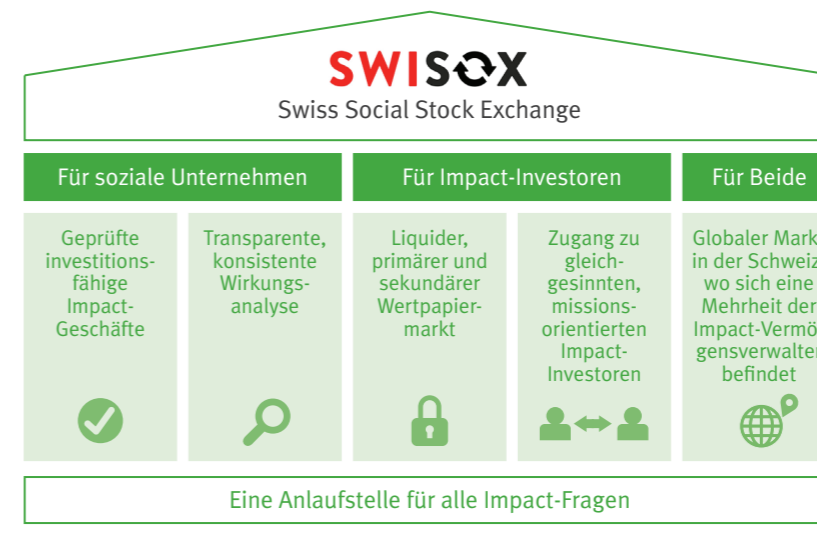 SWISOX
Swiss Social Stock Exchange
Für soziale Unternehmen
Für Impact-Investoren
Für Beide
Geprüfte
investitions-
fähige
Impact-
Geschäfte
Transparente,
konsistente
Wirkungs-
analyse
Liquider,
primärer und
sekundärer
Wertpapier-
markt
Zugang zu
gleich-
gesinnten,
missions-
orientierten
Impact-
Investoren
Globaler Mark
in der Schweiz
wo sich eine
Mehrheit der
Impact-Vermö
gensverwalter
befindet
Eine Anlaufstelle für alle Impact-Fragen